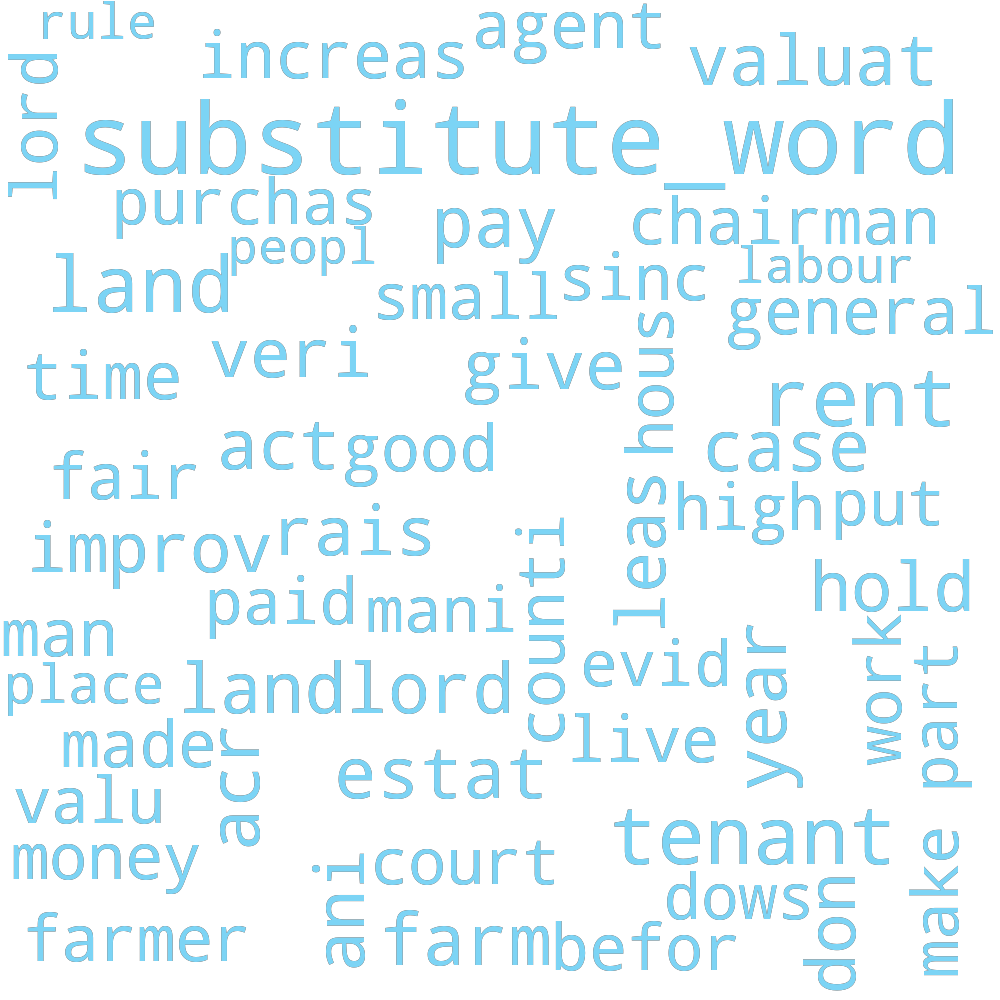 rule
increas
agent
valuat
lord
substitute_word
purchas
pay
chairman
peopl
land
small
sinc
labour
general
time
veri
give
hous
rent
fair
act
good
case
leas
high
put
improv
rais
counti
hold
man
paid
mani
work
place
landlord
evid
year
part
made
acr
live
valu
estat
money
court
tenant
ani
dows
don
make
farmer
farm
befor